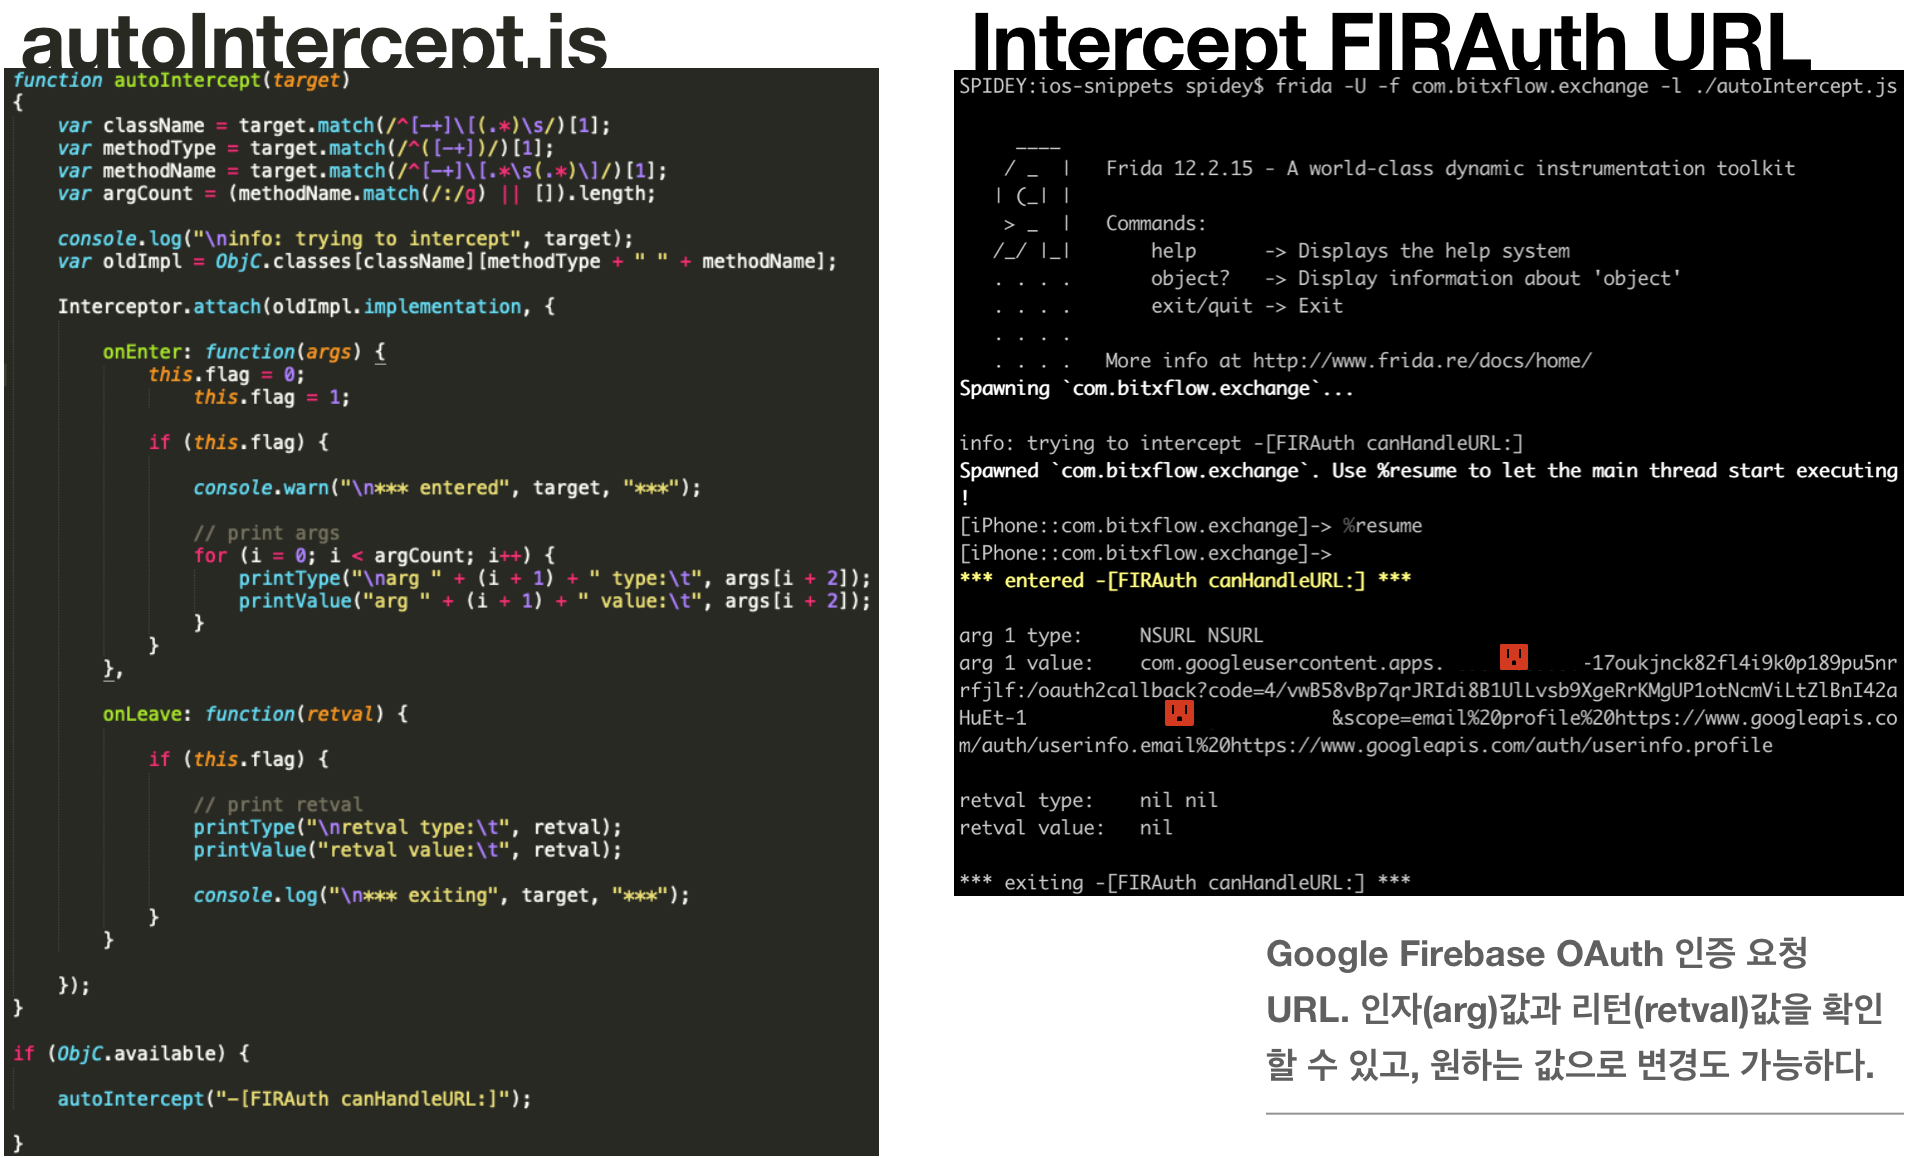 autoIntercept.js
function autoIntercept(target)
{
    var className = target.match(/^[-+]\[(.*)\s/)[1];
    var methodType = target.match(/^([-+])/)[1];
    var methodName = target.match(/^[-+]\[.*\s(.*)\]/)[1];
    var argCount = (methodName.match(/:/g) || []).length;
    console.log("\ninfo: trying to intercept", target);
    var oldImpl = ObjC.classes[className][methodType + " " + methodName];
    Interceptor.attach(oldImpl.implementation, {
        onEnter: function(args) {
            this.flag = 0;
                this.flag = 1;
            if (this.flag) {
                console.warn("\n*** entered", target, "***");
                // print args
                for (i = 0; i < argCount; i++) {
                    printType("\narg " + (i + 1) + " type:\t", args[i + 2]);
                    printValue("arg " + (i + 1) + " value:\t", args[i + 2]);
                }
            }
        },
        onLeave: function(retval) {
            if (this.flag) {
                // print retval
                printType("\nretval type:\t", retval);
                printValue("retval value:\t", retval);
                console.log("\n*** exiting", target, "***");
            }
        }
    });
}
if (ObjC.available) {
    autoIntercept("-[FIRAuth canHandleURL:]");
}
Intercept FIRAuth URL
SPIDEY:ios-snippets spidey$ frida -U -f com.bitxflow.exchange -l ./autoIntercept.js
     ____
    / _  |   Frida 12.2.15 - A world-class dynamic instrumentation toolkit
   | (_| |
    > _  |   Commands:
   /_/ |_|       help      -> Displays the help system
   . . . .       object?   -> Display information about 'object'
   . . . .       exit/quit -> Exit
   . . . .
   . . . .   More info at http://www.frida.re/docs/home/
Spawning `com.bitxflow.exchange`...
info: trying to intercept -[FIRAuth canHandleURL:]
Spawned `com.bitxflow.exchange`. Use %resume to let the main thread start executing
!
[iPhone::com.bitxflow.exchange]-> %resume
[iPhone::com.bitxflow.exchange]->
*** entered -[FIRAuth canHandleURL:] ***
arg 1 type:     NSURL NSURL
arg 1 value:    com.googleusercontent.apps. -17oukjnck82fl4i9k0p189pu5nr
rfjlf:/oauth2callback?code=4/vwB58vBp7qrJRIdi8B1UlLvsb9XgeRrKMgUP1otNcmViLtZlBnI42a
HuEt-1 &scope=email%20profile%20https://www.googleapis.co
m/auth/userinfo.email%20https://www.googleapis.com/auth/userinfo.profile
retval type:    nil nil
retval value:   nil
*** exiting -[FIRAuth canHandleURL:] ***
Google Firebase OAuth 인증 요청
URL. 인자(arg)값과 리턴(retval)값을 확인
할 수 있고, 원하는 값으로 변경도 가능하다.